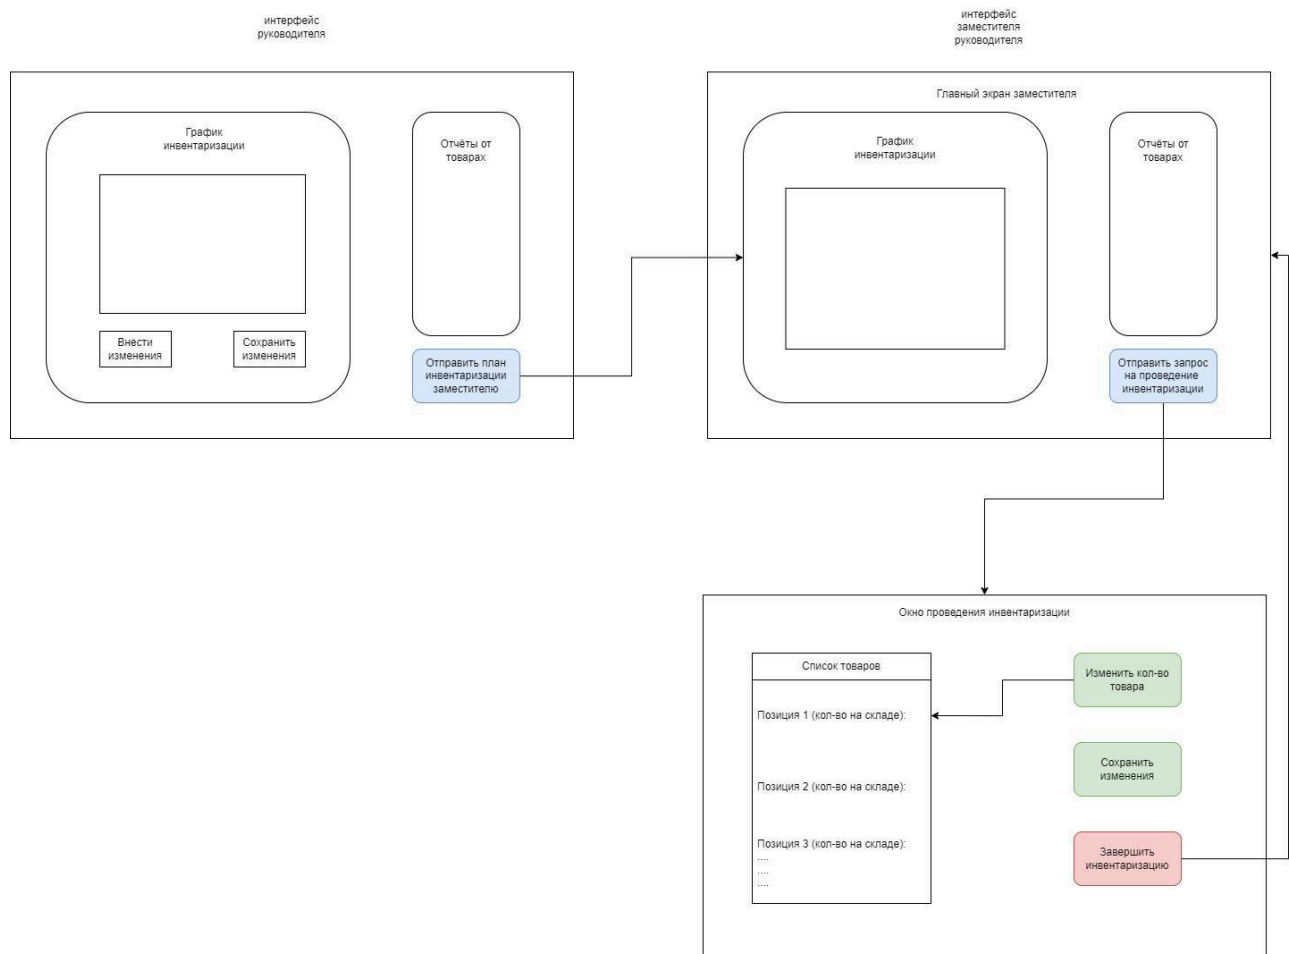 интерфейс
руководителя
График
инвентаризации
Внести
изменения
Сохранить
изменения
Отчёты от
товарах
Отправить план
инвентаризации
заместителю
интерфейс
заместителя
руководителя
Главный экран заместителя
График
инвентаризации
Отчёты от
товарах
Отправить запрос
на проведение
инвентаризации
Окно проведения инвентаризации
Список товаров
Позиция 1 (кол-во на складе):
Позиция 2 (кол-во на складе):
Позиция 3 (кол-во на складе):
....
....
....
Изменить кол-во
товара
Сохранить
изменения
Завершить
инвентаризацию